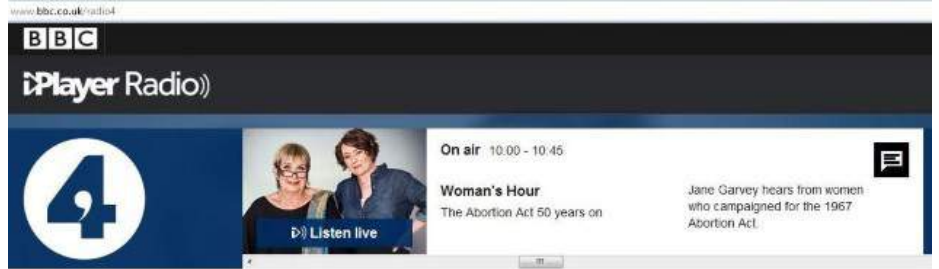 www.bbc.co.uk/radio4
BBC
iPlayer Radio
4
On air 10:00 - 10:45
Woman's Hour
The Abortion Act 50 years on
Jane Garvey hears from women
who campaigned for the 1967
Abortion Act.
Listen live